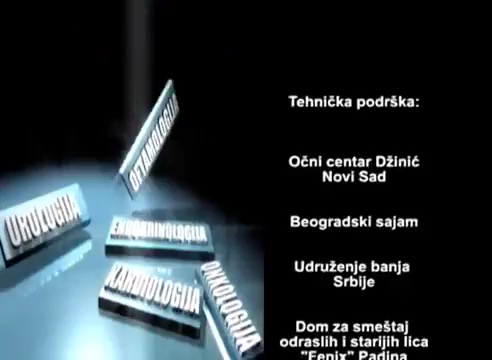 OFTAMOLOGIJA
UROLOGIJA
ENDOKRINOLOGIJA
KARDIOLOGIJA
ONKOLOGIJA
Tehnička podrška:
Očni centar Džinić
Novi Sad
Beogradski sajam
Udruženje banja
Srbije
Dom za smeštaj
odraslih i starijih lica
"Fenix" Padina